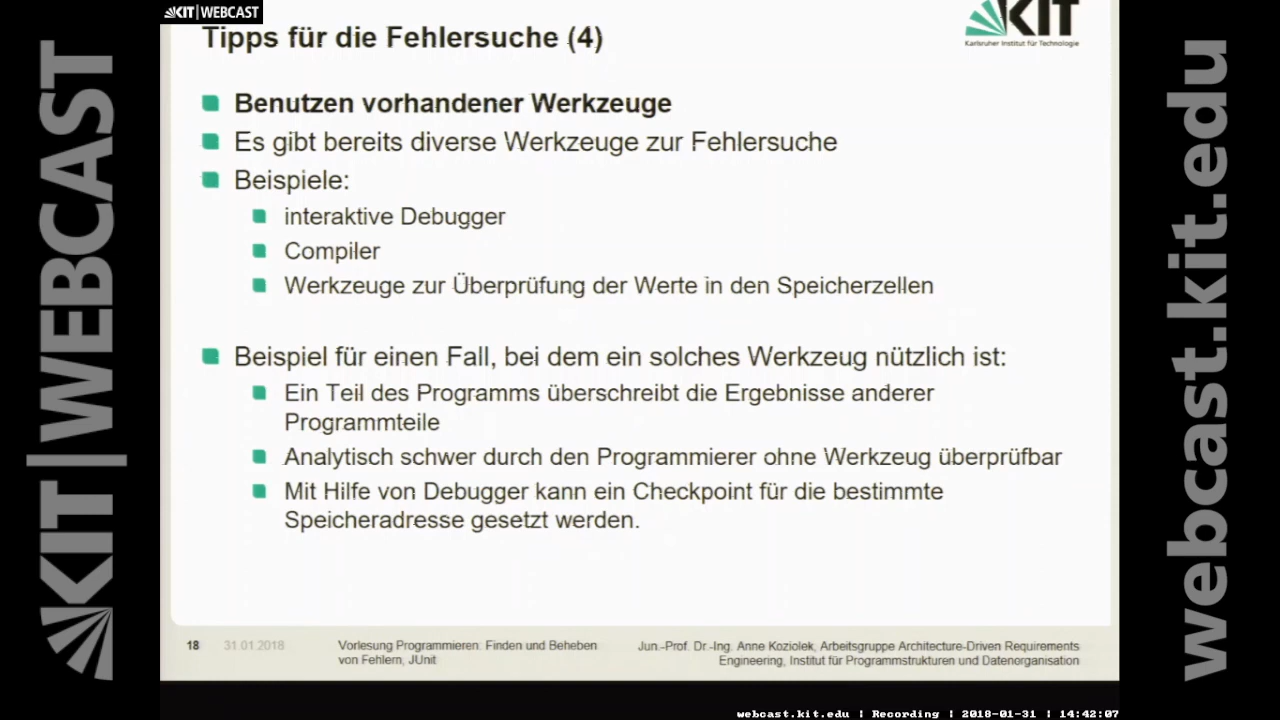 KIT|WEBCAST
KIT|WEBCAST
webcast.kit.edu
Tipps für die Fehlersuche (4)
KIT
Karlsruher Institut für Technologie
Benutzen vorhandener Werkzeuge
Es gibt bereits diverse Werkzeuge zur Fehlersuche
Beispiele:
interaktive Debugger
Compiler
Werkzeuge zur Überprüfung der Werte in den Speicherzellen
Beispiel für einen Fall, bei dem ein solches Werkzeug nützlich ist:
Ein Teil des Programms überschreibt die Ergebnisse anderer
Programmteile
Analytisch schwer durch den Programmierer ohne Werkzeug überprüfbar
Mit Hilfe von Debugger kann ein Checkpoint für die bestimmte
Speicheradresse gesetzt werden.
18
31.01.2018
Vorlesung Programmieren: Finden und Beheben
von Fehlern, JUnit
Jun.-Prof. Dr.-Ing. Anne Koziolek, Arbeitsgruppe Architecture-Driven Requirements
Engineering, Institut für Programmstrukturen und Datenorganisation
webcast.kit.edu | Recording | 2018-01-31 | 14:42:07